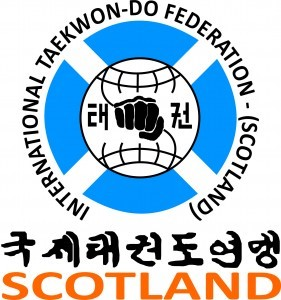 INTERNATIONAL TAEKWON-DO FEDERATION - (SCOTLAND)
태 권
국제태권도연맹
SCOTLAND